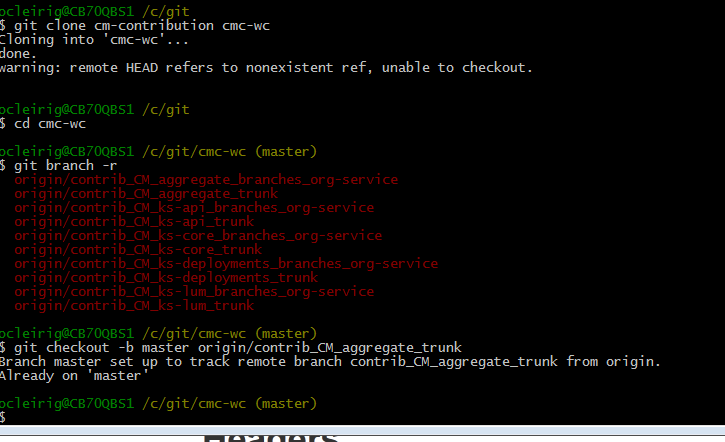 ocleirig@CB70QBS1 /c/git
$ git clone cm-contribution cmc-wc
Cloning into 'cmc-wc'...
done.
warning: remote HEAD refers to nonexistent ref, unable to checkout.
ocleirig@CB70QBS1 /c/git
$ cd cmc-wc
ocleirig@CB70QBS1 /c/git/cmc-wc (master)
$ git branch -r
origin/contrib_CM_aggregate_branches_org-service
origin/contrib_CM_aggregate_trunk
origin/contrib_CM_ks-api_branches_org-service
origin/contrib_CM_ks-api_trunk
origin/contrib_CM_ks-core_branches_org-service
origin/contrib_CM_ks-core_trunk
origin/contrib_CM_ks-deployments_branches_org-service
origin/contrib_CM_ks-deployments_trunk
origin/contrib_CM_ks-lum_branches_org-service
origin/contrib_CM_ks-lum_trunk
ocleirig@CB70QBS1 /c/git/cmc-wc (master)
$ git checkout -b master origin/contrib_CM_aggregate_trunk
Branch master set up to track remote branch contrib_CM_aggregate_trunk from origin.
Already on 'master'
ocleirig@CB70QBS1 /c/git/cmc-wc (master)
$
Headers